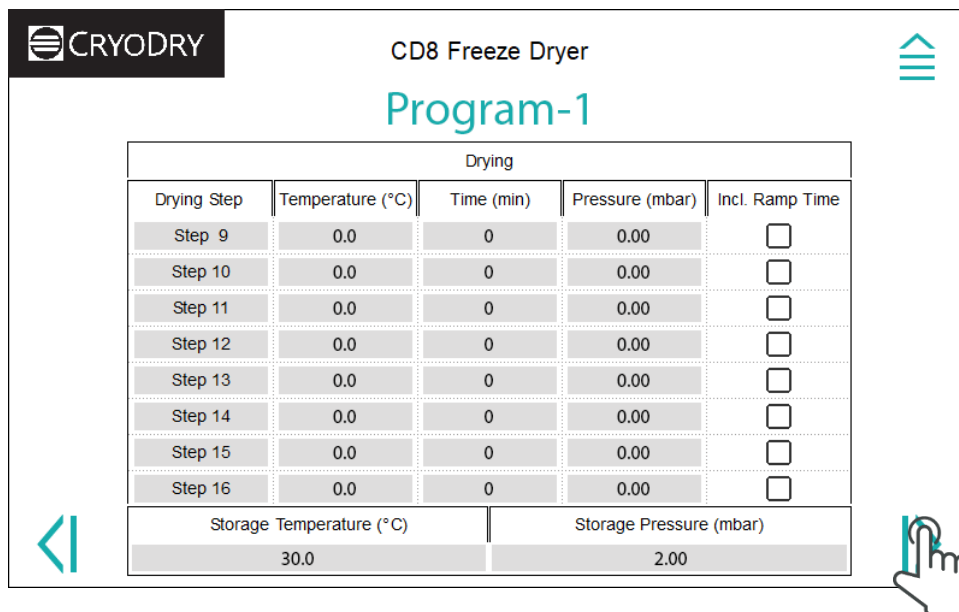 CRYODRY
CD8 Freeze Dryer
Program-1
Drying
Drying Step Temperature (°C) Time (min) Pressure (mbar) Incl. Ramp Time
Step 9 0.0 0 0.00
Step 10 0.0 0 0.00
Step 11 0.0 0 0.00
Step 12 0.0 0 0.00
Step 13 0.0 0 0.00
Step 14 0.0 0 0.00
Step 15 0.0 0 0.00
Step 16 0.0 0 0.00
Storage Temperature (°C) Storage Pressure (mbar)
30.0 2.00